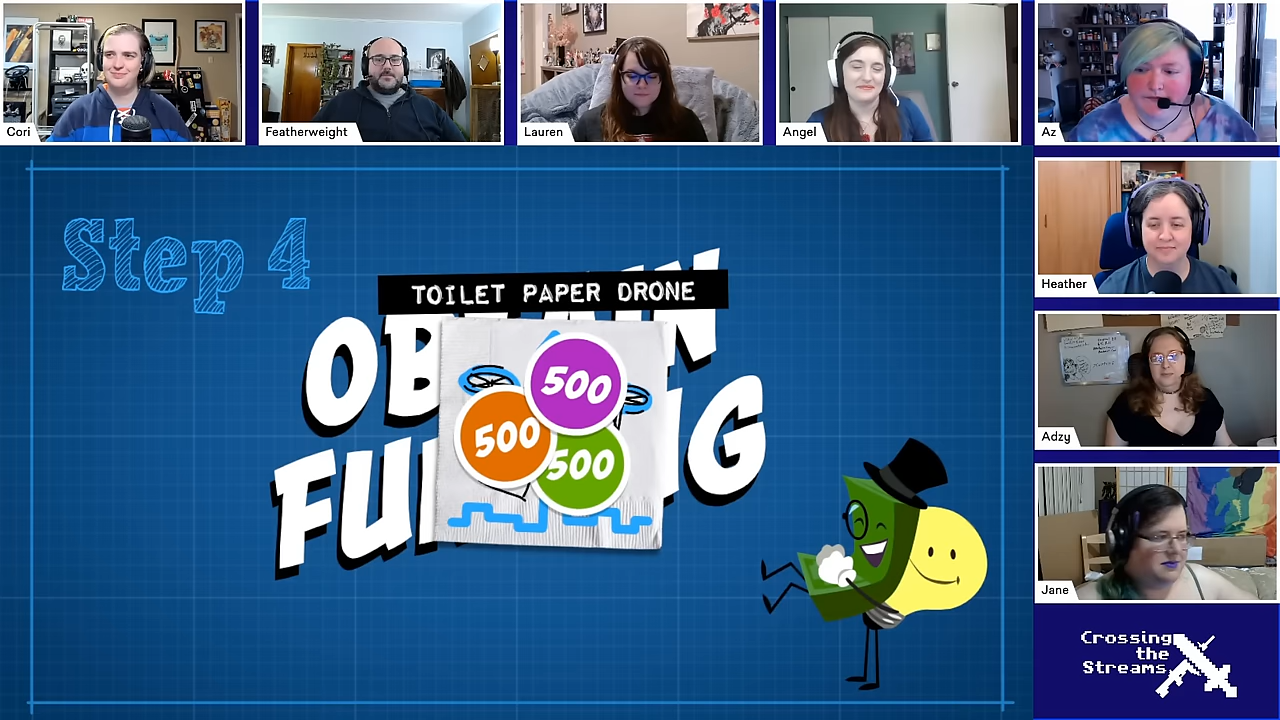 Cori
Featherweight
Lauren
Angel
Az
Step 4
TOILET PAPER DRONE
500
500
500
Heather
Adzy
Jane
Crossing
the
Streams